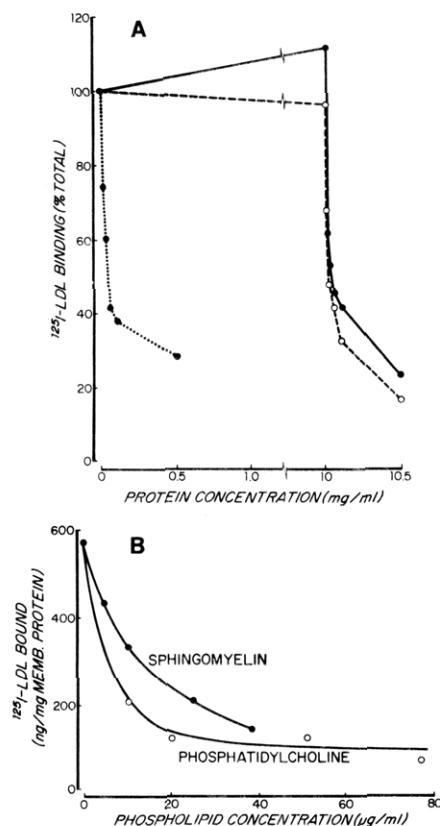 A
120
100
80
60
40
20
0
¹²⁵I-LDL BINDING (% TOTAL)
0 0.5 1.0 10 10.5
PROTEIN CONCENTRATION (mg/ml)
B
600
400
200
0
¹²⁵I-LDL BOUND
(ng/mg MEMB. PROTEIN)
SPHINGOMYELIN
PHOSPHATIDYLCHOLINE
0 20 40 60 80
PHOSPHOLIPID CONCENTRATION (µg/ml)